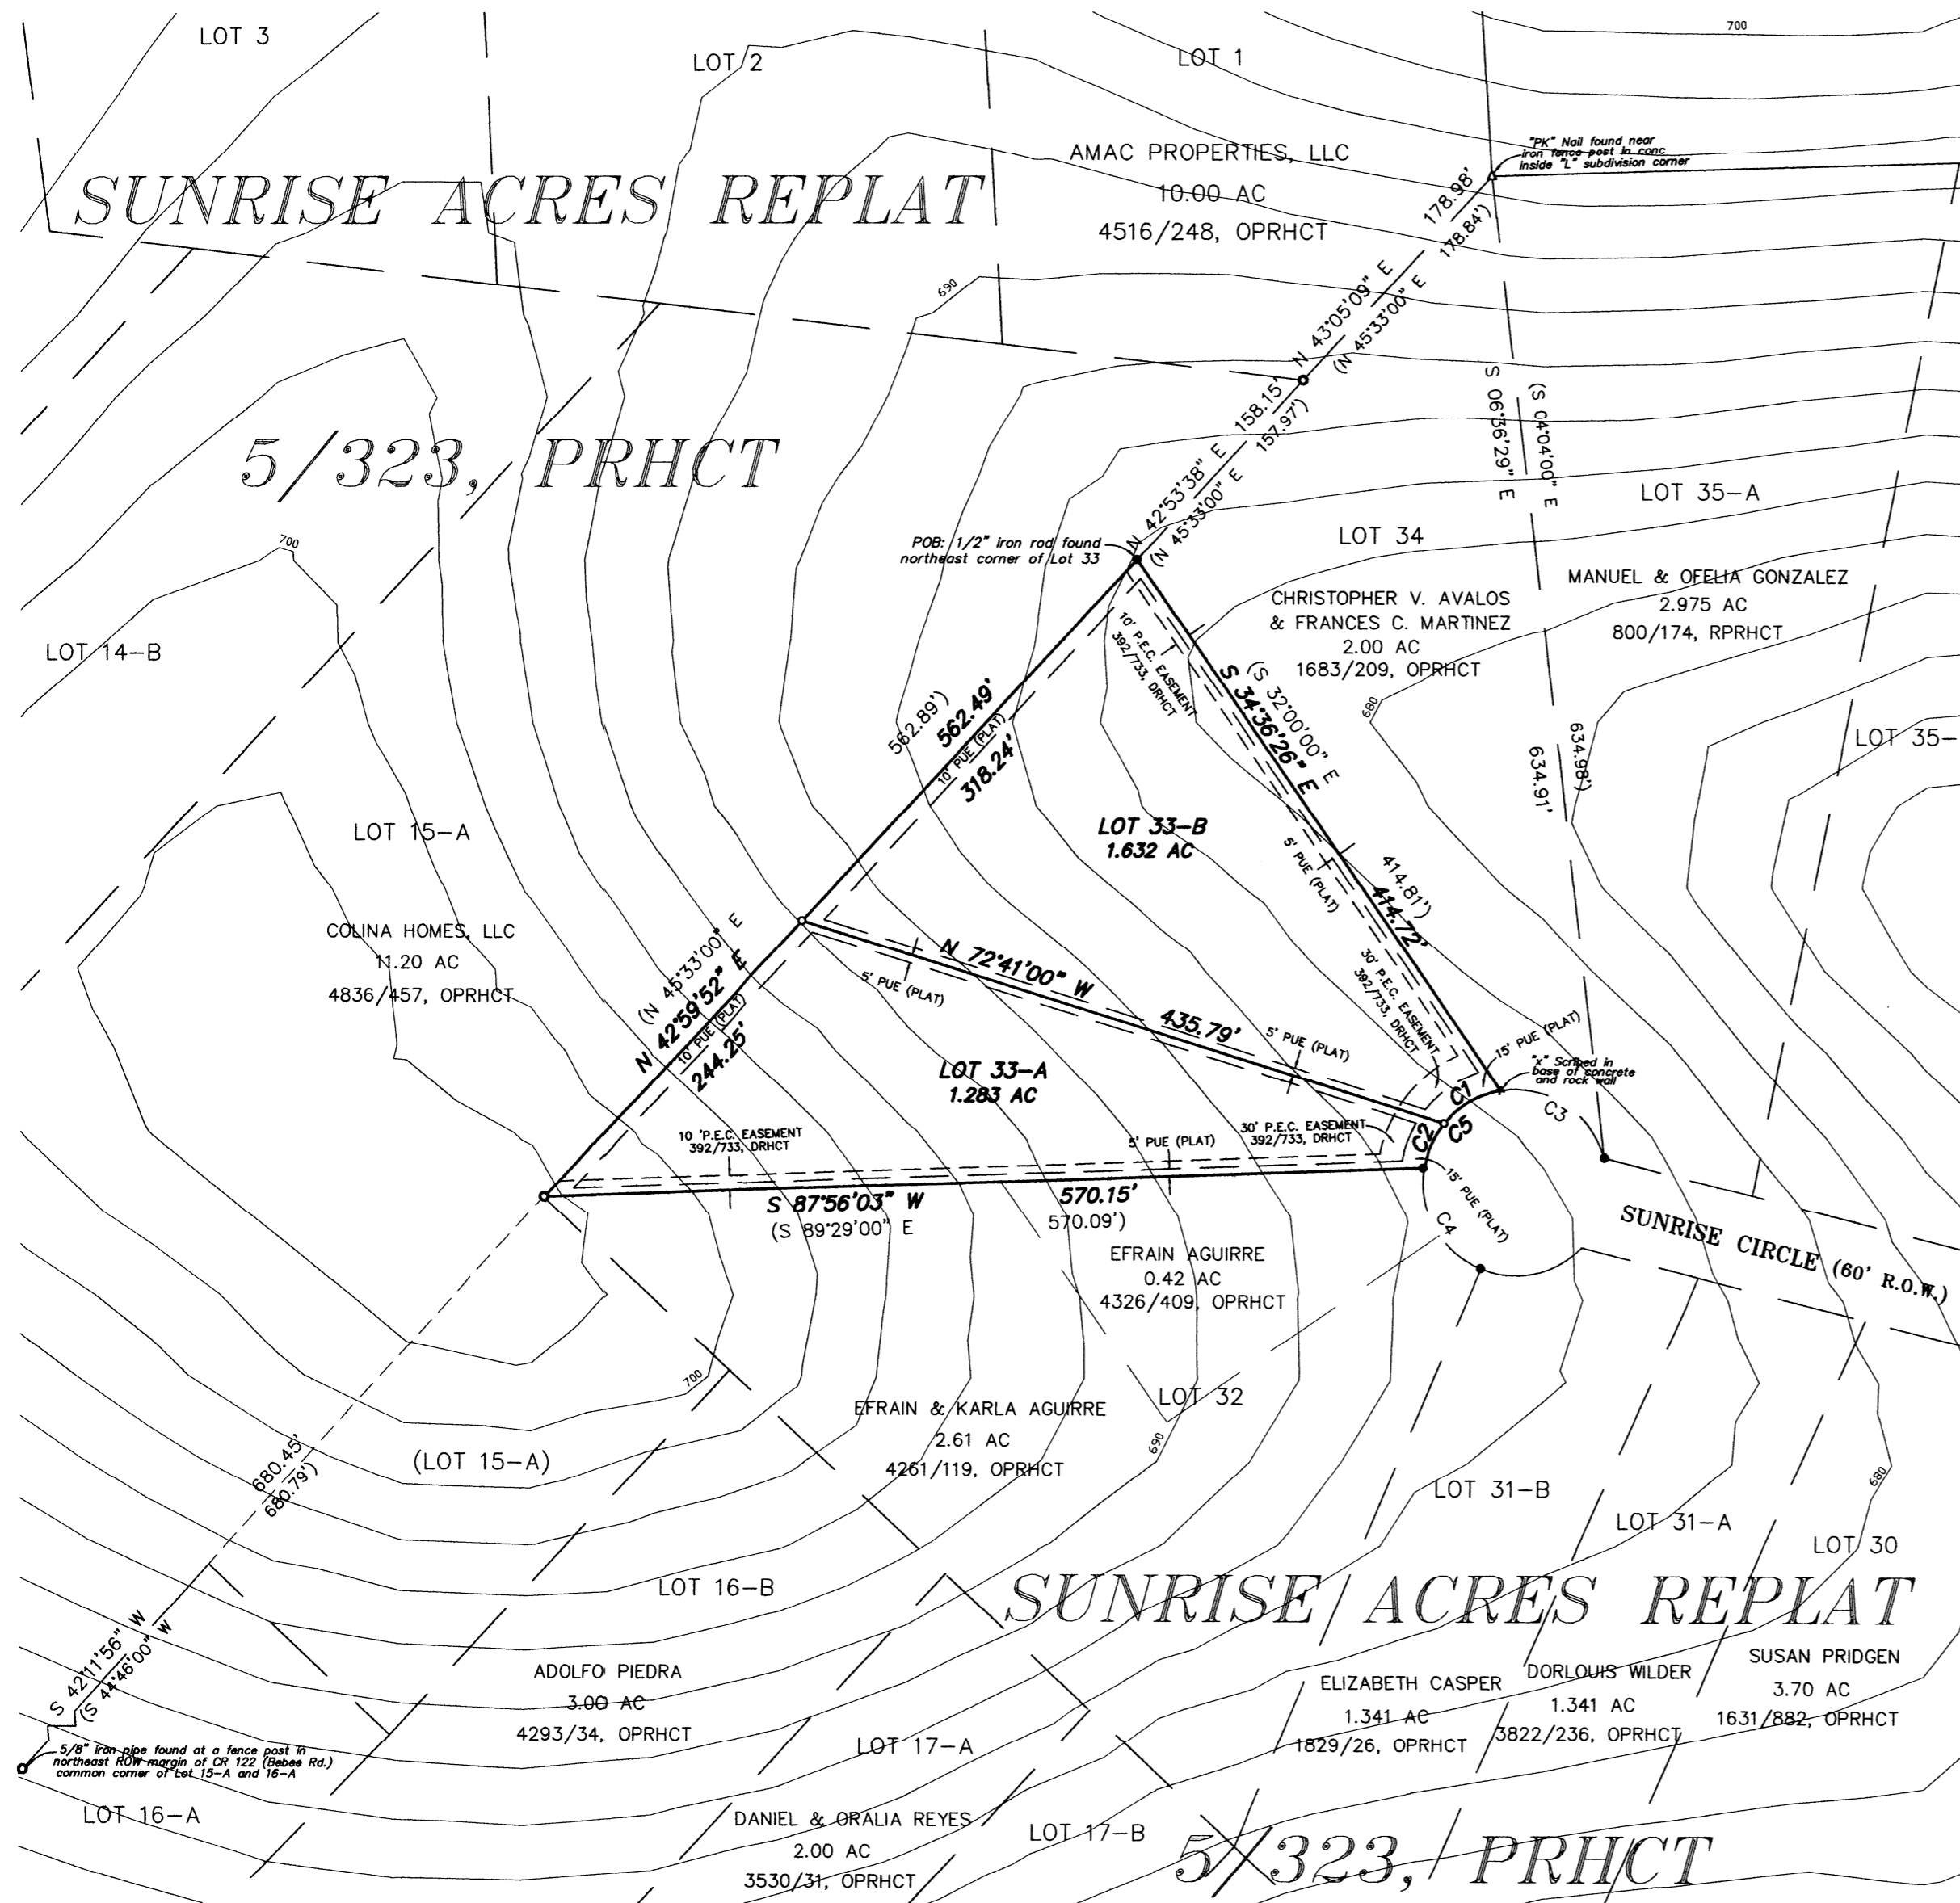 LOT 3
LOT 2
LOT 1
700
SUNRISE ACRES REPLAT
AMAC PROPERTIES, LLC
10.00 AC
4516/248, OPRHCT
"PK" Nail found near
iron fence post in conc
inside "L" subdivision corner
178.98'
178.84')
N 43°05'09" E
(N 45°33'00" E
690
158.15'
157.97')
N 42°53'38" E
(N 45°33'00" E
S 06°36'29" E
(S 04°04'00" E
5/323, PRHCT
LOT 35-A
LOT 34
700
POB: 1/2" iron rod found
northeast corner of Lot 33
MANUEL & OFELIA GONZALEZ
2.975 AC
800/174, RPRHCT
CHRISTOPHER V. AVALOS
& FRANCES C. MARTINEZ
2.00 AC
1683/209, OPRHCT
LOT 14-B
10' P.E.C. EASEMENT
392/733, DRHCT
S 34°36'26" E
(S 32°00'00" E
680
562.89')
562.49'
10' PUE (PLAT)
318.24'
634.98')
634.91'
LOT 35-
LOT 15-A
LOT 33-B
1.632 AC
5' PUE (PLAT)
414.81')
414.72'
COLINA HOMES, LLC
11.20 AC
4836/457, OPRHCT
(N 45°33'00" E
N 42°59'52" E
10' PUE (PLAT)
244.25'
N 72°41'00" W
435.79'
5' PUE (PLAT)
5' PUE (PLAT)
30' P.E.C. EASEMENT
392/733, DRHCT
15' PUE (PLAT)
"x" Scribed in
base of concrete
and rock wall
LOT 33-A
1.283 AC
C1
C2
C5
C3
10 'P.E.C. EASEMENT
392/733, DRHCT
5' PUE (PLAT)
30' P.E.C. EASEMENT
392/733, DRHCT
15' PUE (PLAT)
C4
S 87°56'03" W
570.15'
(S 89°29'00" E
570.09')
SUNRISE CIRCLE (60' R.O.W.)
EFRAIN AGUIRRE
0.42 AC
4326/409, OPRHCT
700
LOT 32
EFRAIN & KARLA AGUIRRE
2.61 AC
4261/119, OPRHCT
690
680
680.45'
680.79')
(LOT 15-A)
LOT 31-B
LOT 31-A
LOT 30
LOT 16-B
SUNRISE ACRES REPLAT
S 42°11'56" W
(S 44°46'00" W
ADOLFO PIEDRA
3.00 AC
4293/34, OPRHCT
ELIZABETH CASPER
1.341 AC
1829/26, OPRHCT
DORLOUIS WILDER
1.341 AC
3822/236, OPRHCT
SUSAN PRIDGEN
3.70 AC
1631/882, OPRHCT
LOT 17-A
5/8" iron pipe found at a fence post in
northeast ROW margin of CR 122 (Bebee Rd.)
common corner of Lot 15-A and 16-A
LOT 16-A
DANIEL & ORALIA REYES
2.00 AC
3530/31, OPRHCT
LOT 17-B
5/323, PRHCT